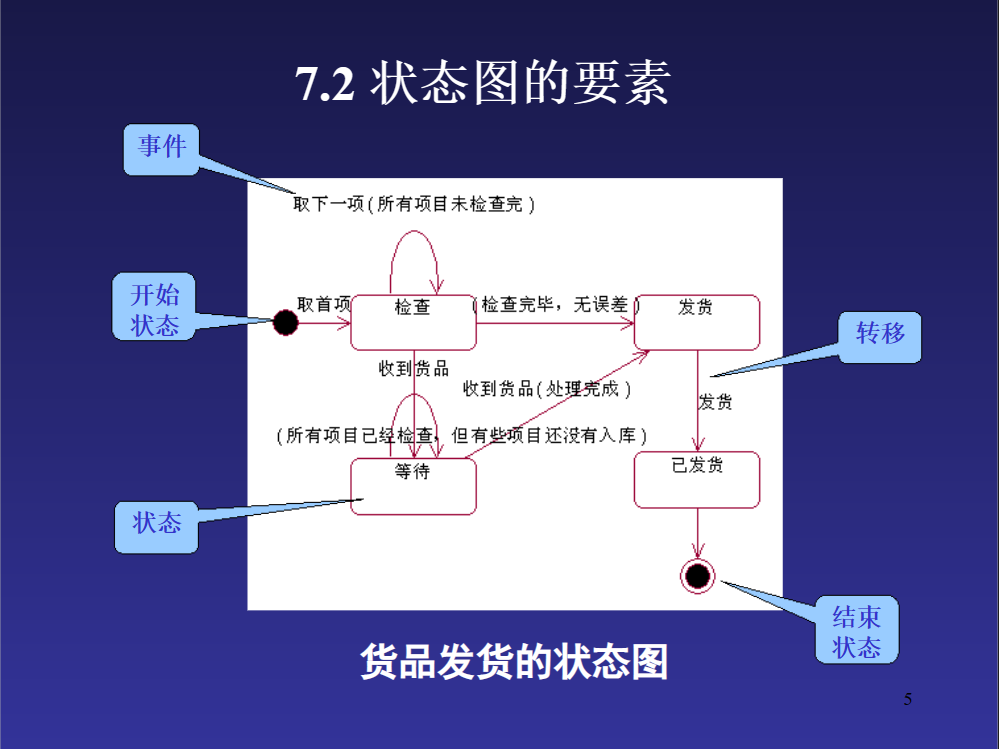 7.2 状态图的要素
事件
取下一项(所有项目未检查完)
开始
状态
取首项
检查
(检查完毕，无误差)
发货
转移
收到货品
收到货品(处理完成)
发货
(所有项目已经检查，但有些项目还没有入库)
等待
已发货
状态
结束
状态
货品发货的状态图
5